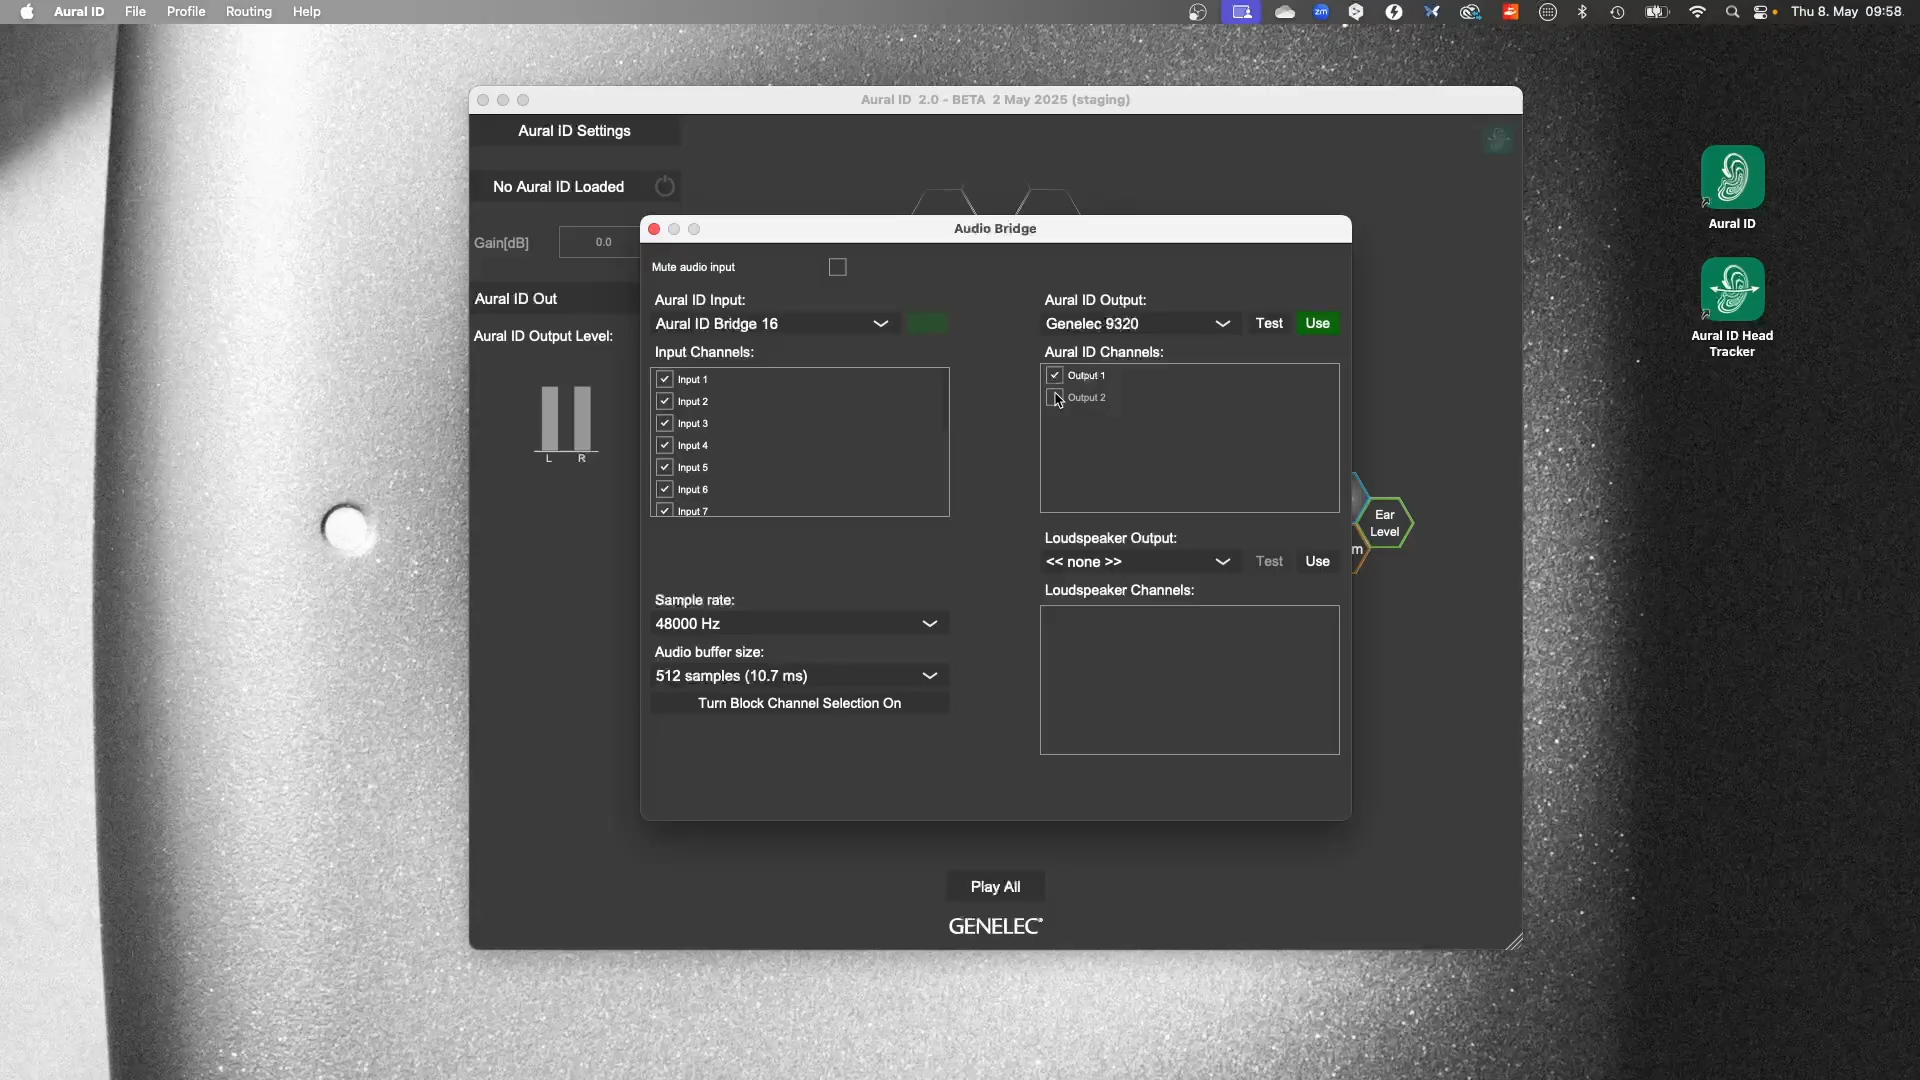 Aural ID File Profile Routing Help
zm
Thu 8. May 09:58
Aural ID 2.0 - BETA 2 May 2025 (staging)
Aural ID Settings
No Aural ID Loaded
Gain[dB] 0.0
Aural ID Out
Aural ID Output Level:
L R
Audio Bridge
Mute audio input
Aural ID Input:
Aural ID Bridge 16
Input Channels:
Input 1
Input 2
Input 3
Input 4
Input 5
Input 6
Input 7
Sample rate:
48000 Hz
Audio buffer size:
512 samples (10.7 ms)
Turn Block Channel Selection On
Aural ID Output:
Genelec 9320 Test Use
Aural ID Channels:
Output 1
Output 2
Loudspeaker Output:
<< none >> Test Use
Loudspeaker Channels:
Ear
Level
m
Play All
GENELEC®
Aural ID
Aural ID Head
Tracker